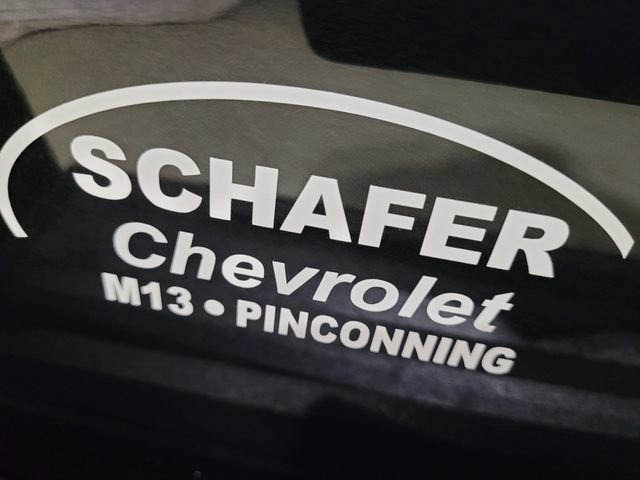 SCHAFER
Chevrolet
M13 • PINCONNING